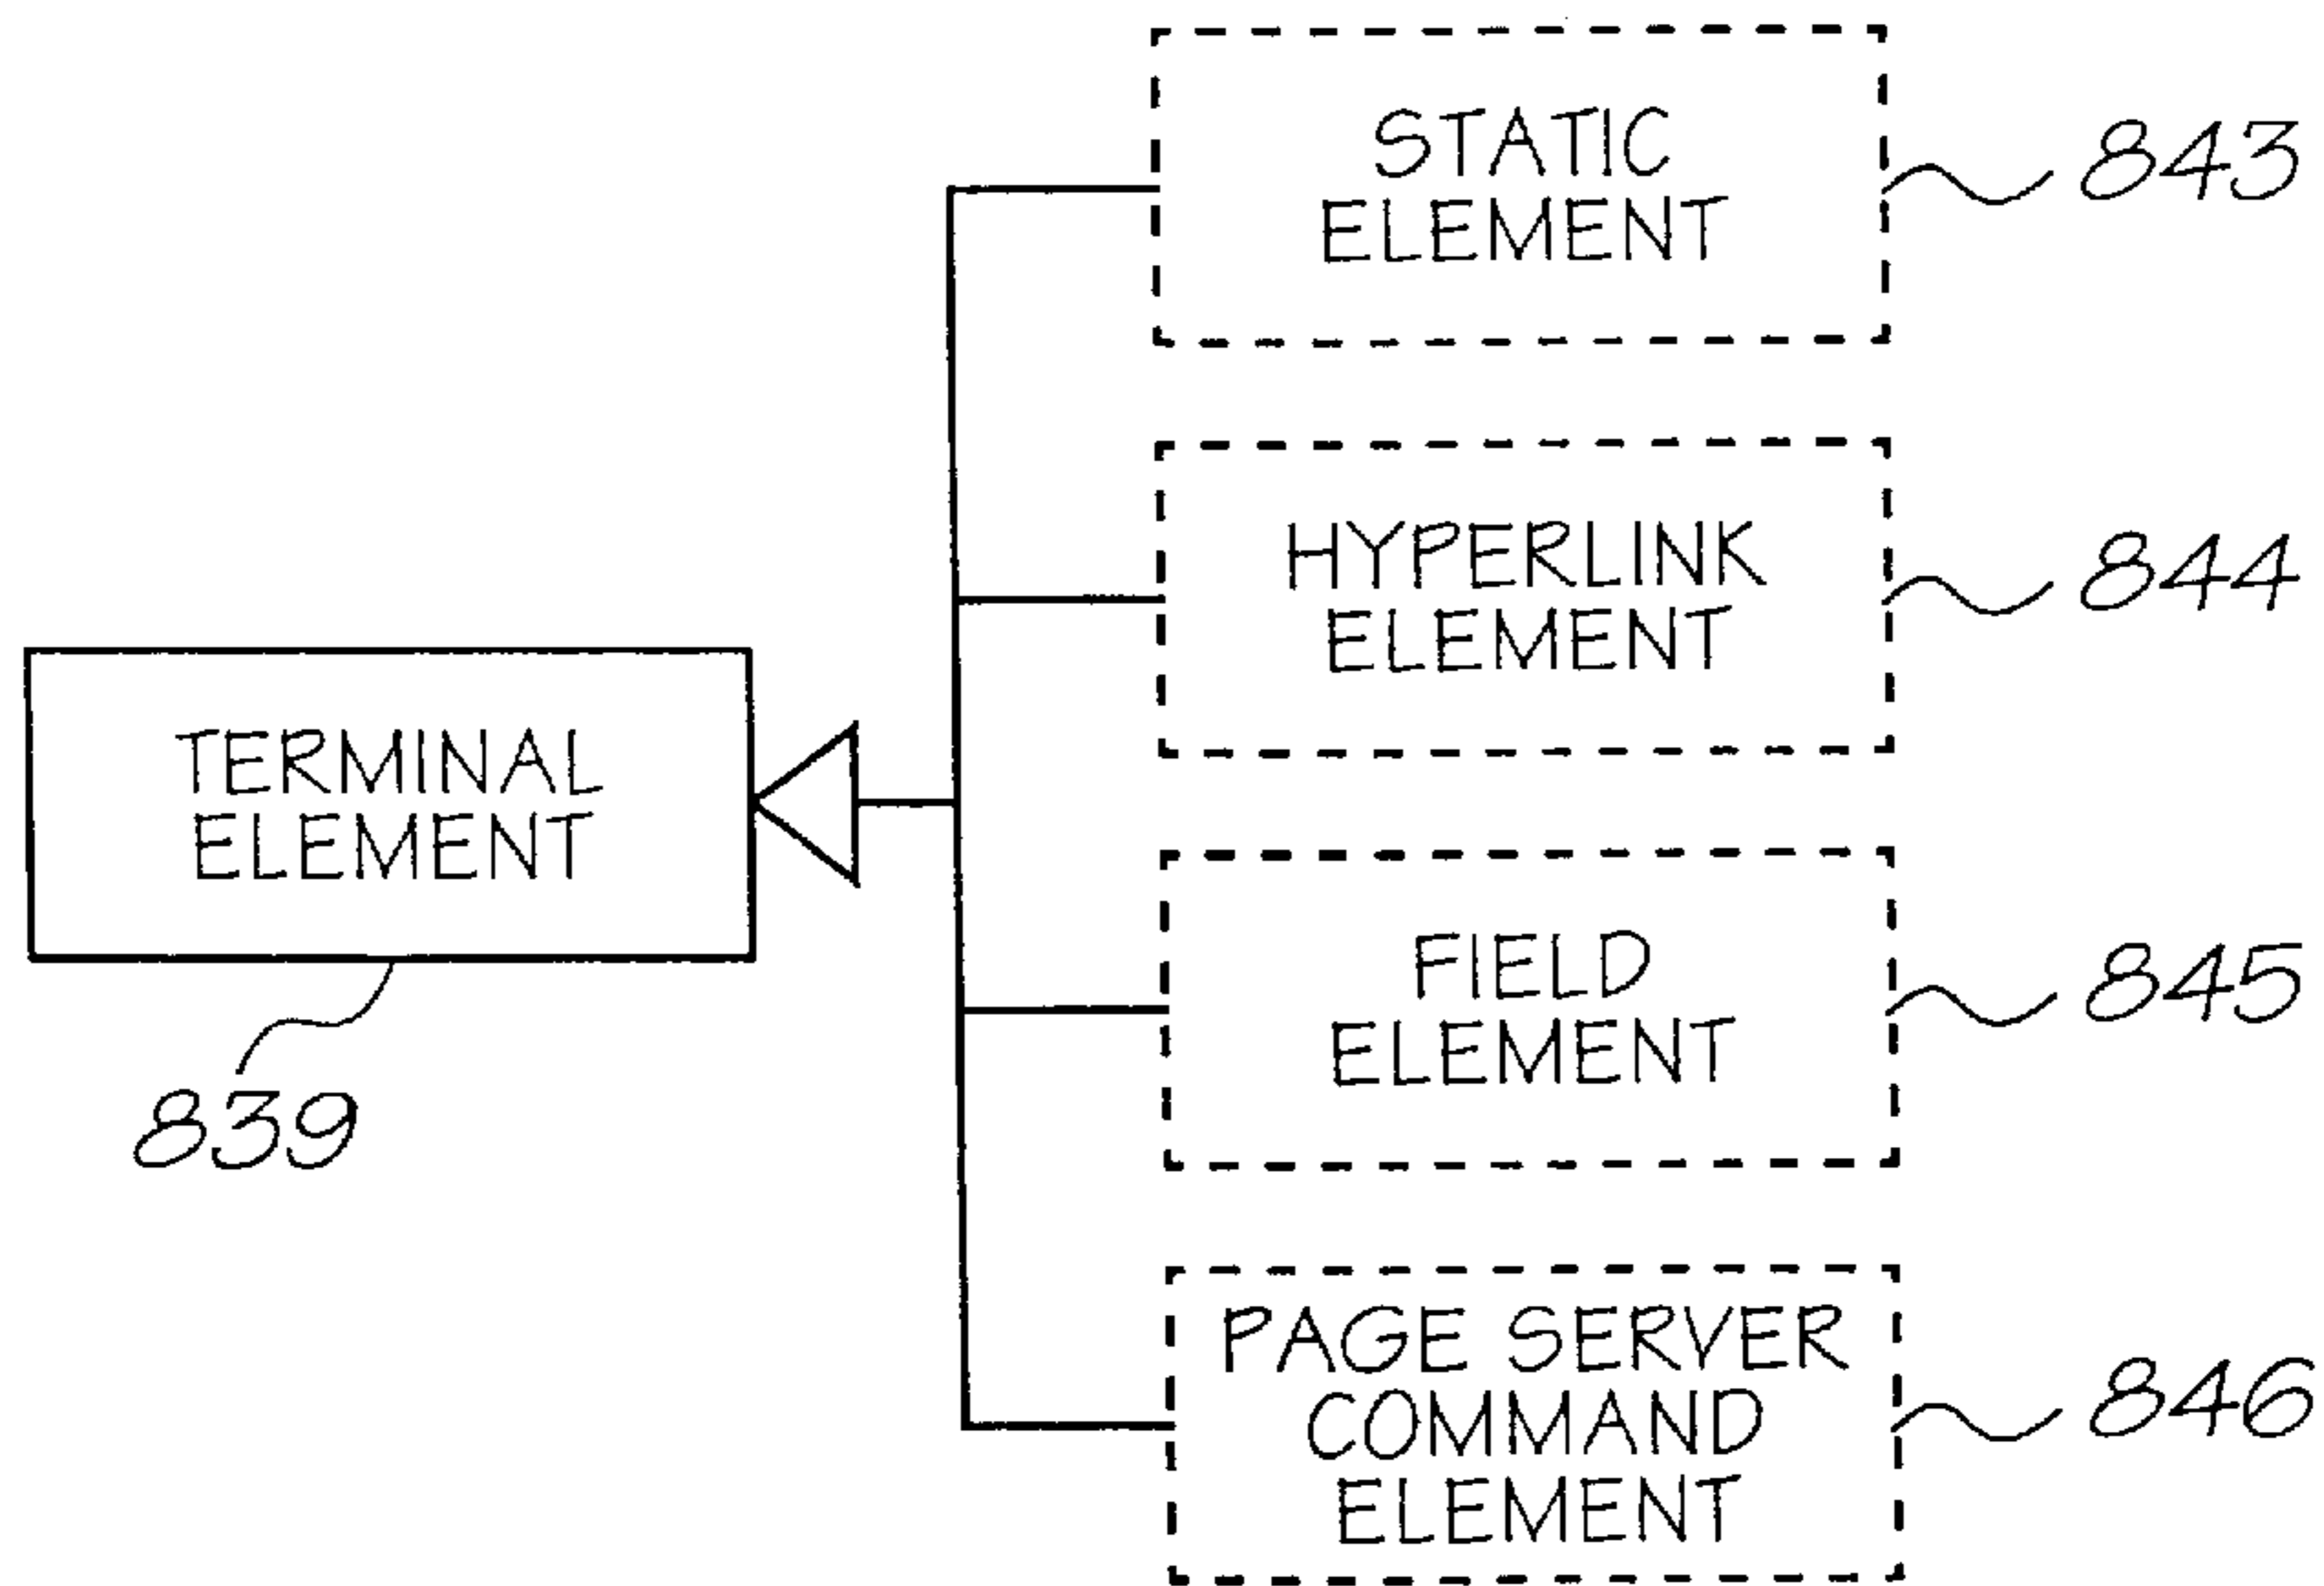 STATIC
ELEMENT
843
HYPERLINK
ELEMENT
844
TERMINAL
ELEMENT
839
FIELD
ELEMENT
845
PAGE SERVER
COMMAND
ELEMENT
846